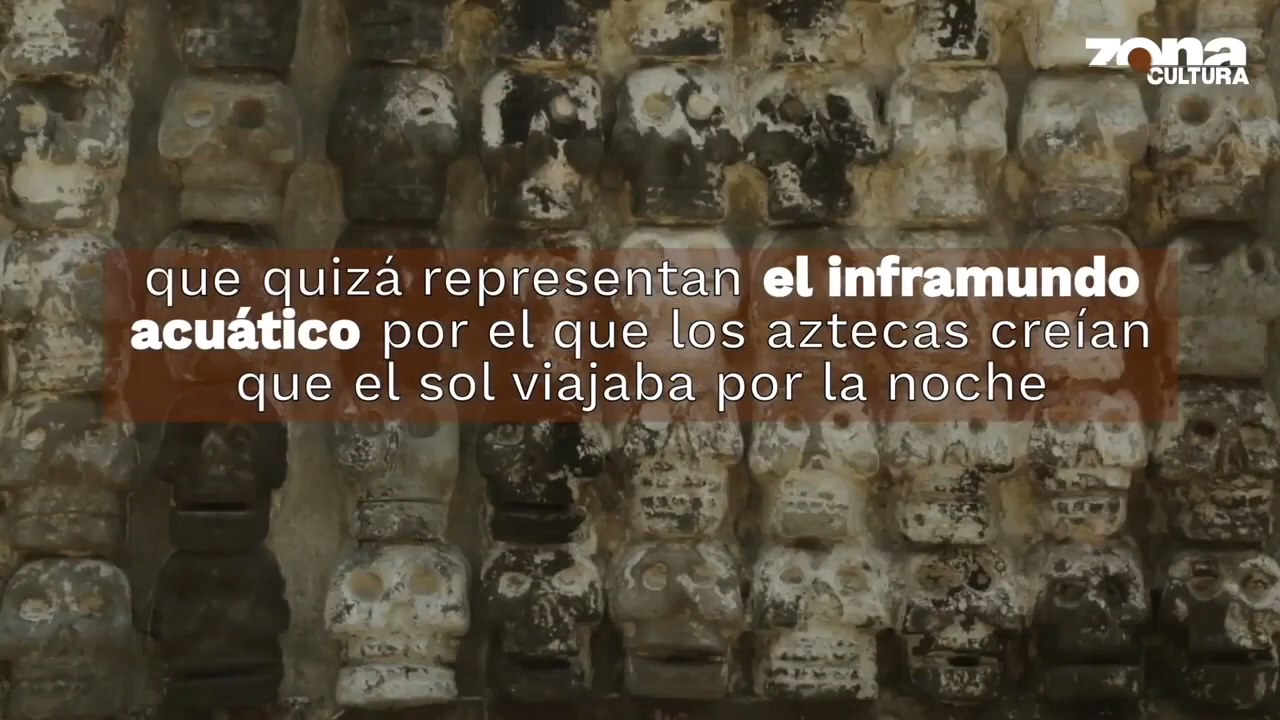 zona
CULTURA
que quizá representan el inframundo
acuático por el que los aztecas creían
que el sol viajaba por la noche